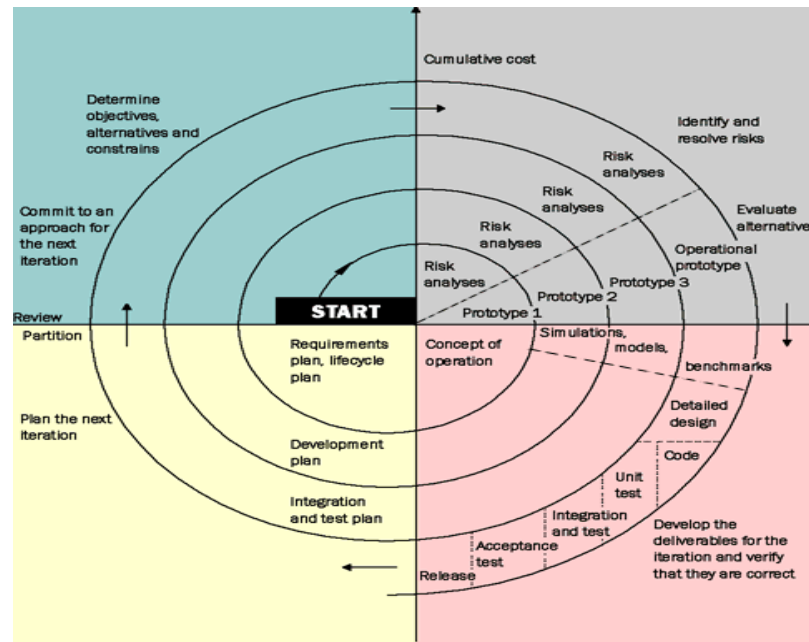 Cumulative cost
Determine
objectives,
alternatives and
constrains
Identify and
resolve risks
Commit to an
approach for
the next
iteration
Risk
analyses
Risk
analyses
Risk
analyses
Risk
analyses
Evaluate
alternative
Operational
prototype
Prototype 3
Prototype 2
Prototype 1
START
Review
Partition
Requirements
plan, lifecycle
plan
Concept of
operation
Simulations,
models,
benchmarks
Plan the next
iteration
Development
plan
Integration
and test plan
Detailed
design
Code
Unit
test
Integration
and test
Acceptance
test
Release
Develop the
deliverables for the
iteration and verify
that they are correct